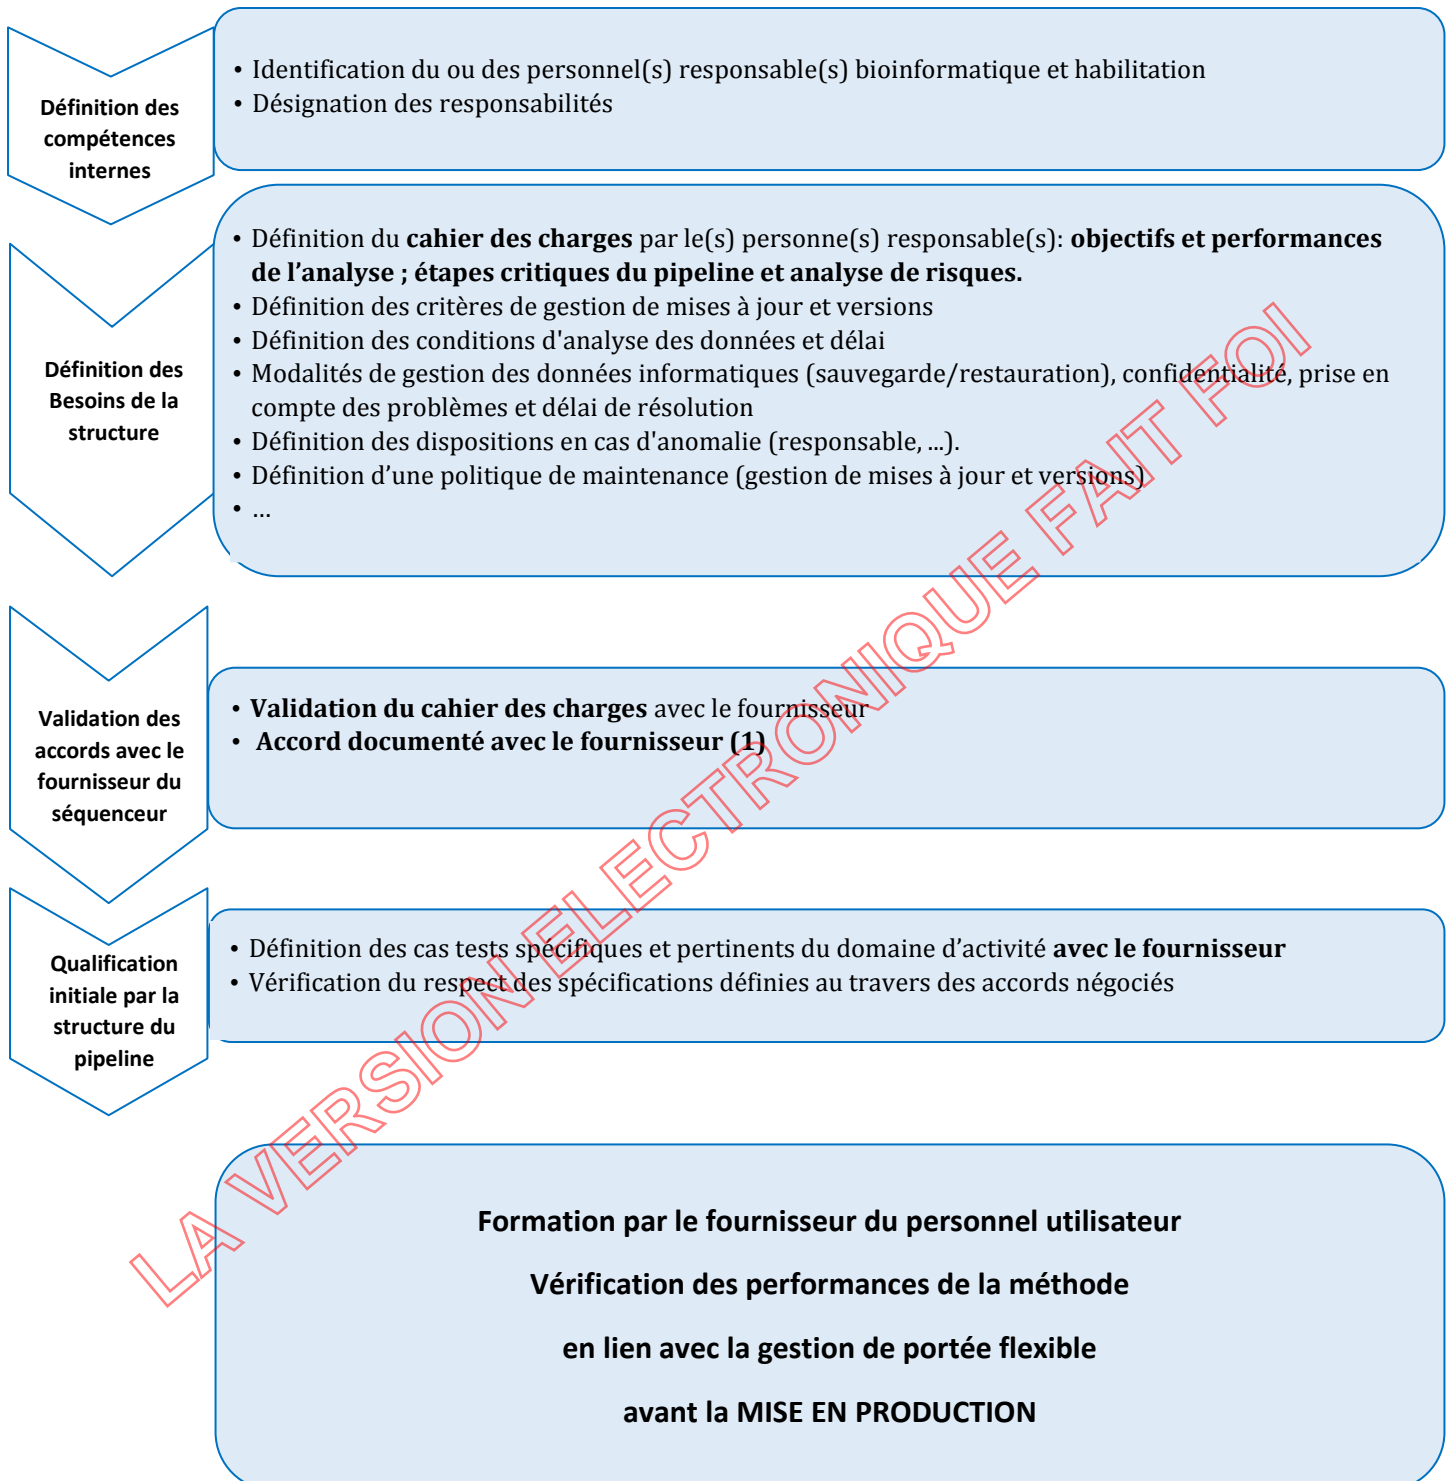 Définition des
compétences
internes
• Identification du ou des personnel(s) responsable(s) bioinformatique et habilitation
• Désignation des responsabilités
Définition des
Besoins de la
structure
• Définition du cahier des charges par le(s) personne(s) responsable(s): objectifs et performances
de l’analyse ; étapes critiques du pipeline et analyse de risques.
• Définition des critères de gestion de mises à jour et versions
• Définition des conditions d'analyse des données et délai
• Modalités de gestion des données informatiques (sauvegarde/restauration), confidentialité, prise en
compte des problèmes et délai de résolution
• Définition des dispositions en cas d'anomalie (responsable, ...).
• Définition d’une politique de maintenance (gestion de mises à jour et versions)
• …
Validation des
accords avec le
fournisseur du
séquenceur
• Validation du cahier des charges avec le fournisseur
• Accord documenté avec le fournisseur (1)
Qualification
initiale par la
structure du
pipeline
• Définition des cas tests spécifiques et pertinents du domaine d’activité avec le fournisseur
• Vérification du respect des spécifications définies au travers des accords négociés
Formation par le fournisseur du personnel utilisateur
Vérification des performances de la méthode
en lien avec la gestion de portée flexible
avant la MISE EN PRODUCTION
LA VERSION ELECTRONIQUE FAIT FOI